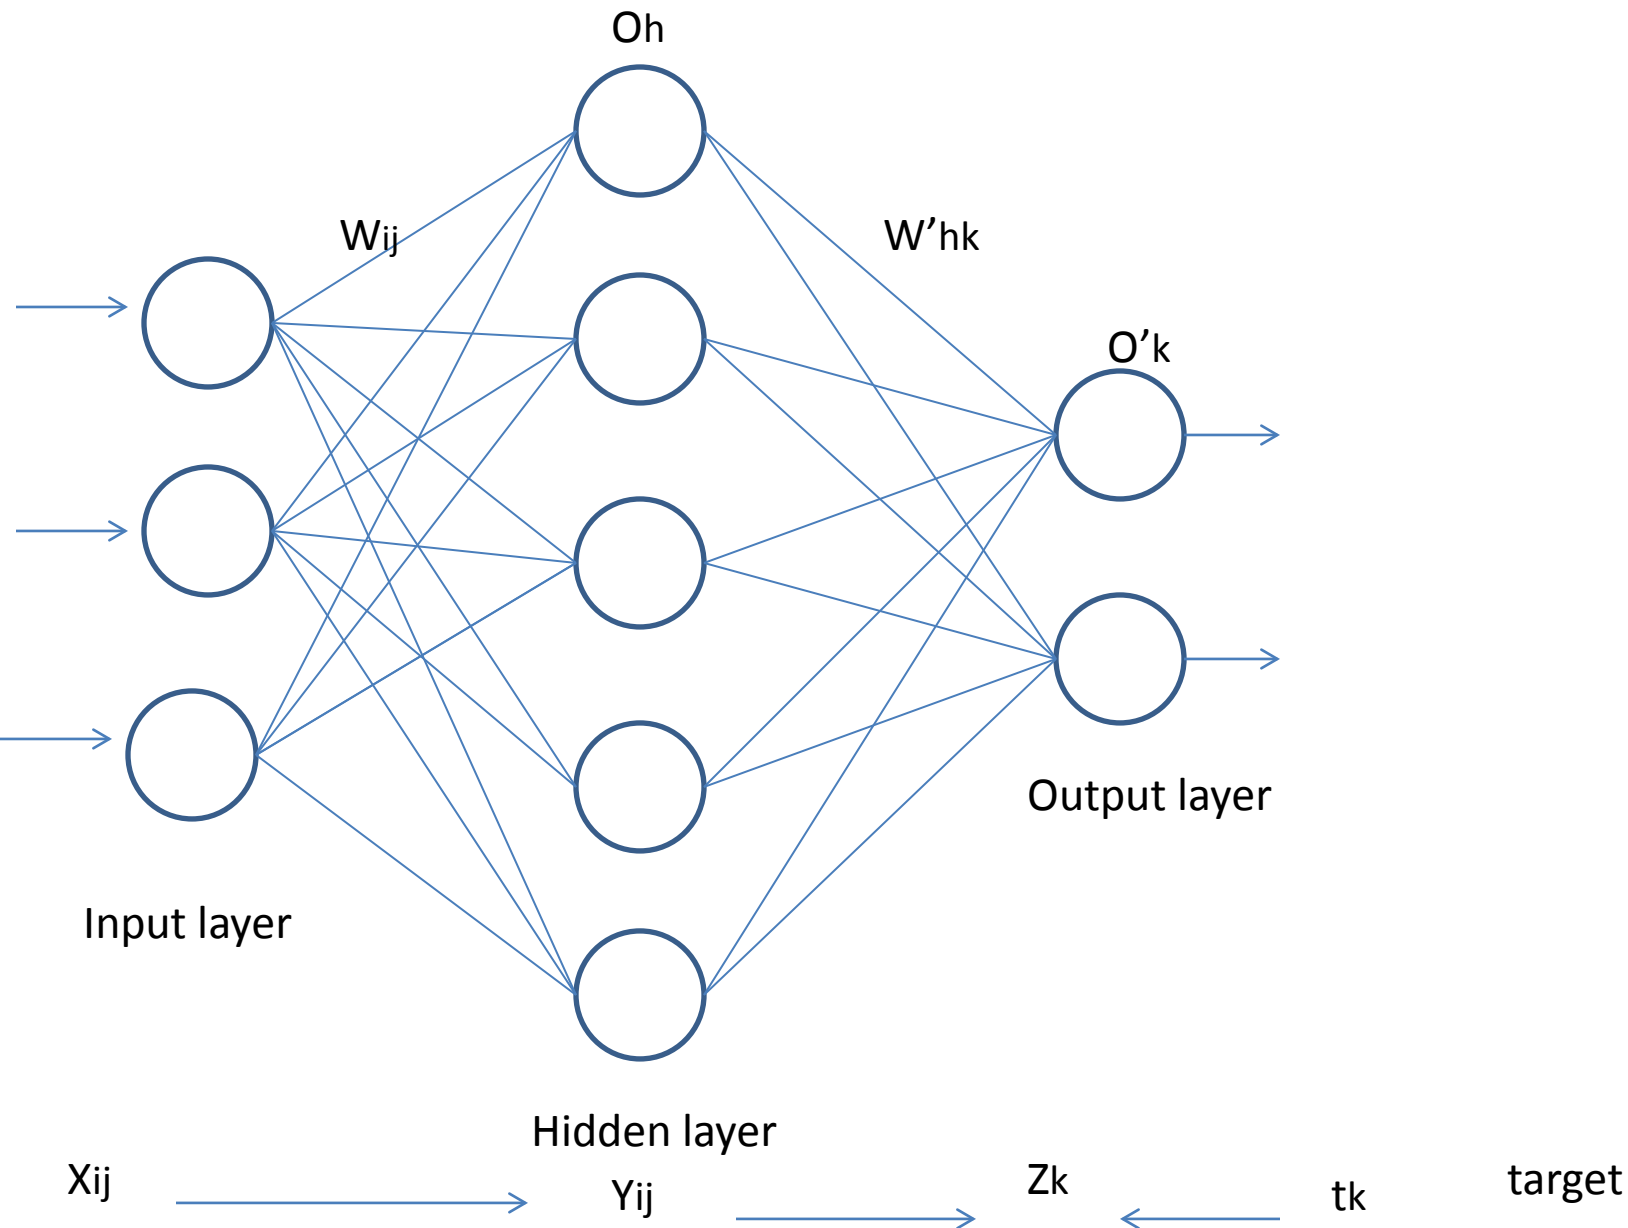 Oh
Wij
W’hk
O’k
Output layer
Input layer
Hidden layer
Xij
Yij
Zk
tk
target